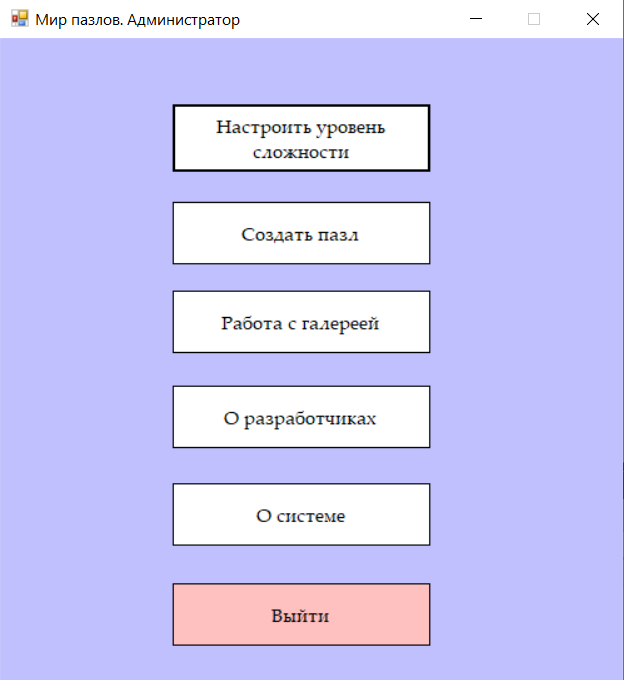 Мир пазлов. Администратор
Настроить уровень
сложности
Создать пазл
Работа с галереей
О разработчиках
О системе
Выйти